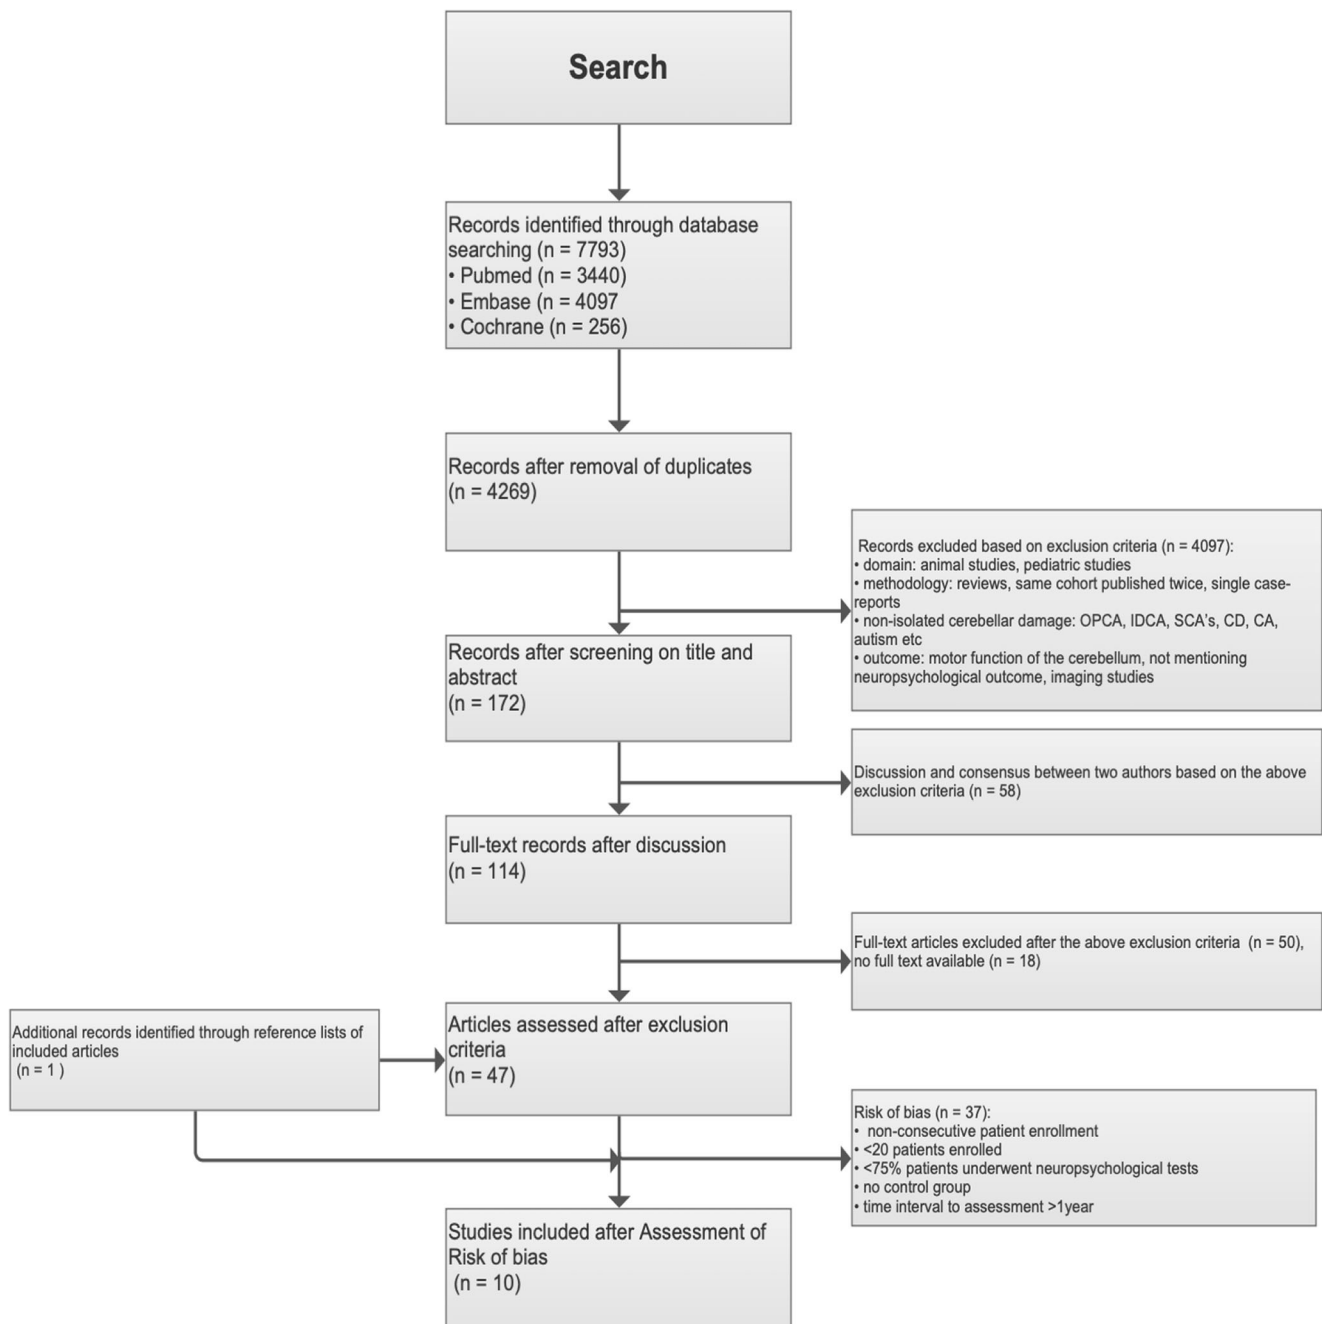 Search
Records identified through database
searching (n = 7793)
• Pubmed (n = 3440)
• Embase (n = 4097
• Cochrane (n = 256)
Records after removal of duplicates
(n = 4269)
Records excluded based on exclusion criteria (n = 4097):
• domain: animal studies, pediatric studies
• methodology: reviews, same cohort published twice, single case-
reports
• non-isolated cerebellar damage: OPCA, IDCA, SCA's, CD, CA,
autism etc
• outcome: motor function of the cerebellum, not mentioning
neuropsychological outcome, imaging studies
Records after screening on title and
abstract
(n = 172)
Discussion and consensus between two authors based on the above
exclusion criteria (n = 58)
Full-text records after discussion
(n = 114)
Full-text articles excluded after the above exclusion criteria (n = 50),
no full text available (n = 18)
Additional records identified through reference lists of
included articles
(n = 1 )
Articles assessed after exclusion
criteria
(n = 47)
Risk of bias (n = 37):
• non-consecutive patient enrollment
• <20 patients enrolled
• <75% patients underwent neuropsychological tests
• no control group
• time interval to assessment >1year
Studies included after Assessment of
Risk of bias
(n = 10)